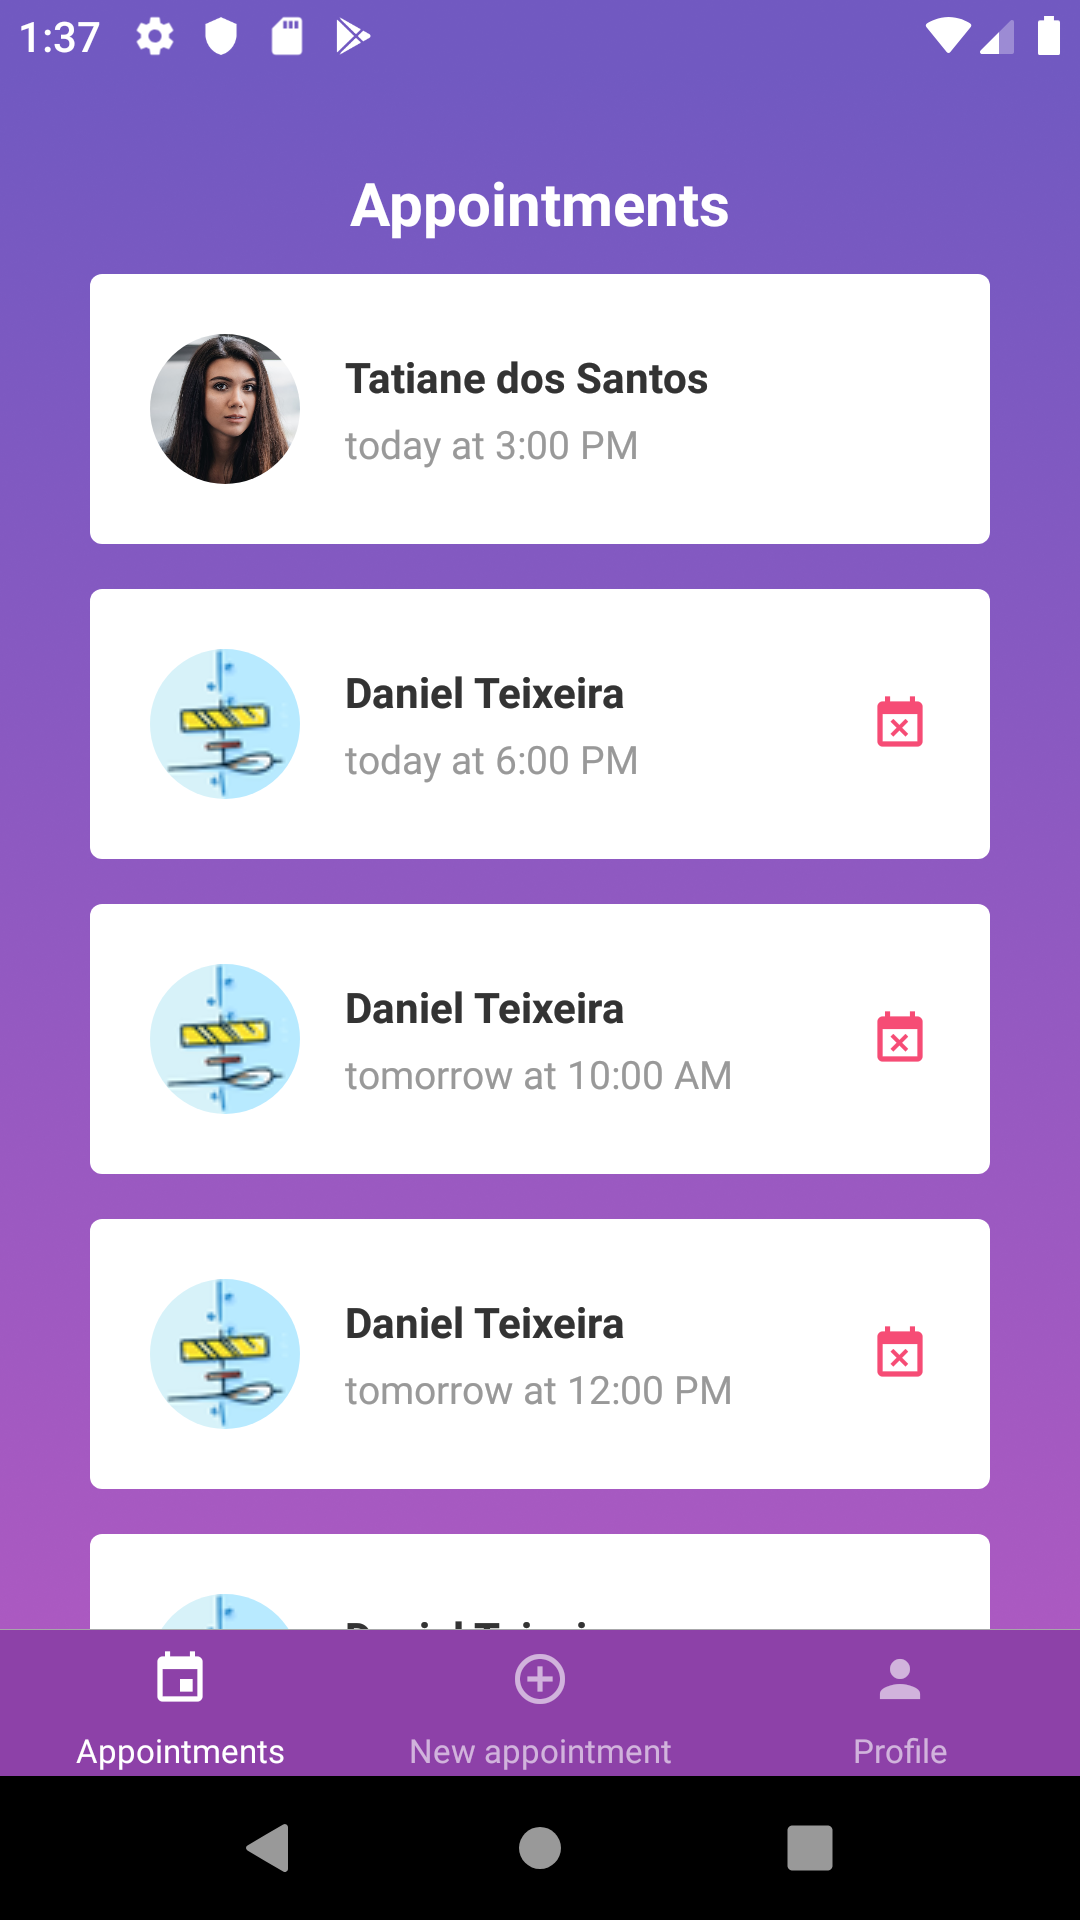 1:37
Appointments
Tatiane dos Santos
today at 3:00 PM
Daniel Teixeira
today at 6:00 PM
Daniel Teixeira
tomorrow at 10:00 AM
Daniel Teixeira
tomorrow at 12:00 PM
Appointments
New appointment
Profile